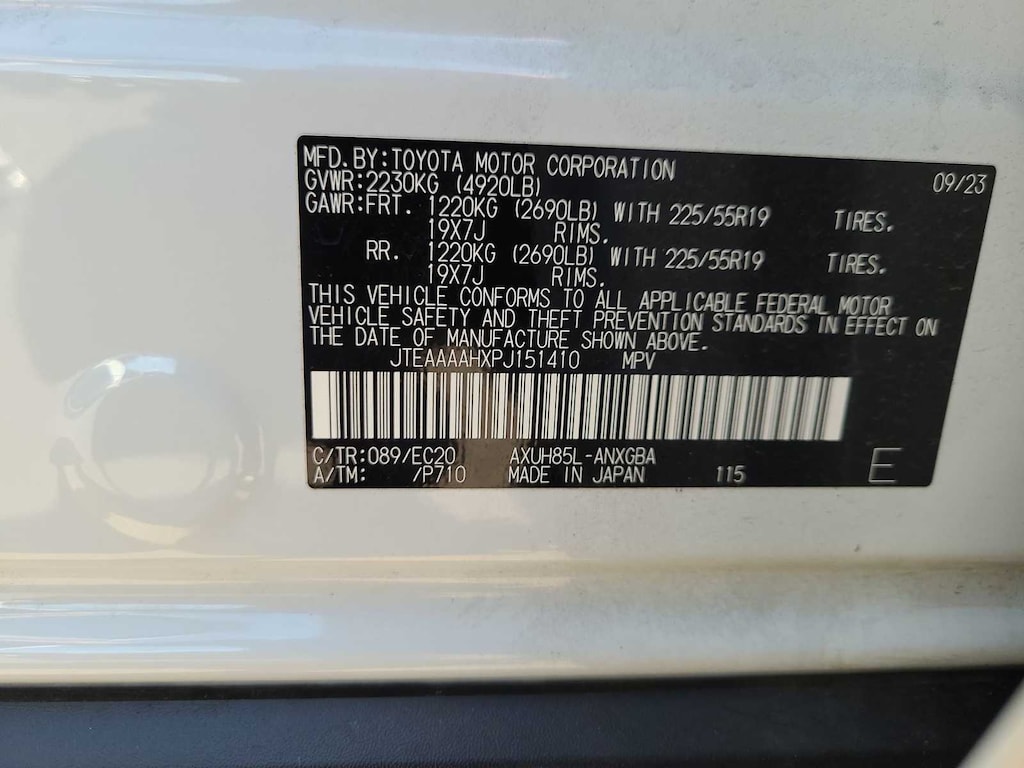 MFD.BY:TOYOTA MOTOR CORPORATION 09/23
GVWR:2230KG (4920LB)
GAWR:FRT. 1220KG (2690LB) WITH 225/55R19 TIRES.
19X7J RIMS.
RR. 1220KG (2690LB) WITH 225/55R19 TIRES.
19X7J RIMS.
THIS VEHICLE CONFORMS TO ALL APPLICABLE FEDERAL MOTOR
VEHICLE SAFETY AND THEFT PREVENTION STANDARDS IN EFFECT ON
THE DATE OF MANUFACTURE SHOWN ABOVE.
JTEAAAAHXPJ151410 MPV
C/TR:089/EC20 AXUH85L-ANXGBA
A/TM: /P710 MADE IN JAPAN 115 E